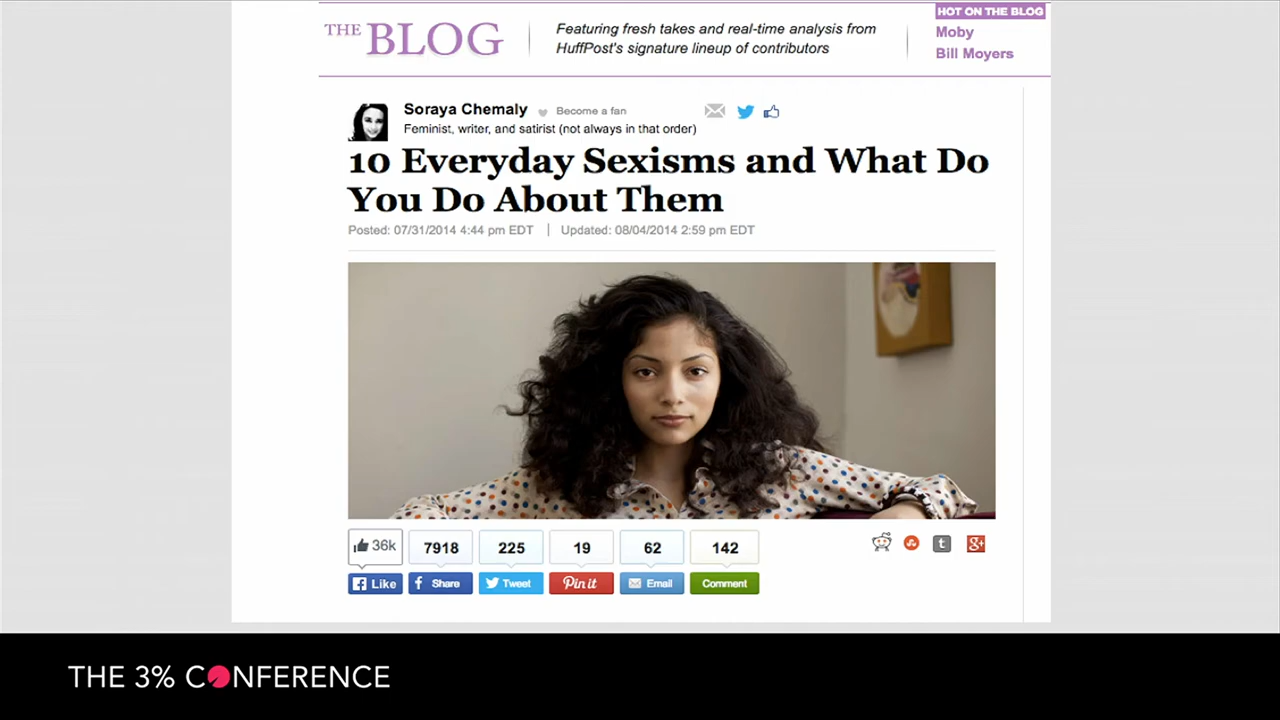 THE BLOG
Featuring fresh takes and real-time analysis from
HuffPost's signature lineup of contributors
HOT ON THE BLOG
Moby
Bill Moyers
Soraya Chemaly
Become a fan
Feminist, writer, and satirist (not always in that order)
10 Everyday Sexisms and What Do
You Do About Them
Posted: 07/31/2014 4:44 pm EDT | Updated: 08/04/2014 2:59 pm EDT
36k
7918
225
19
62
142
f Like
f Share
Tweet
Pin it
Email
Comment
t
g+
THE 3% CONFERENCE